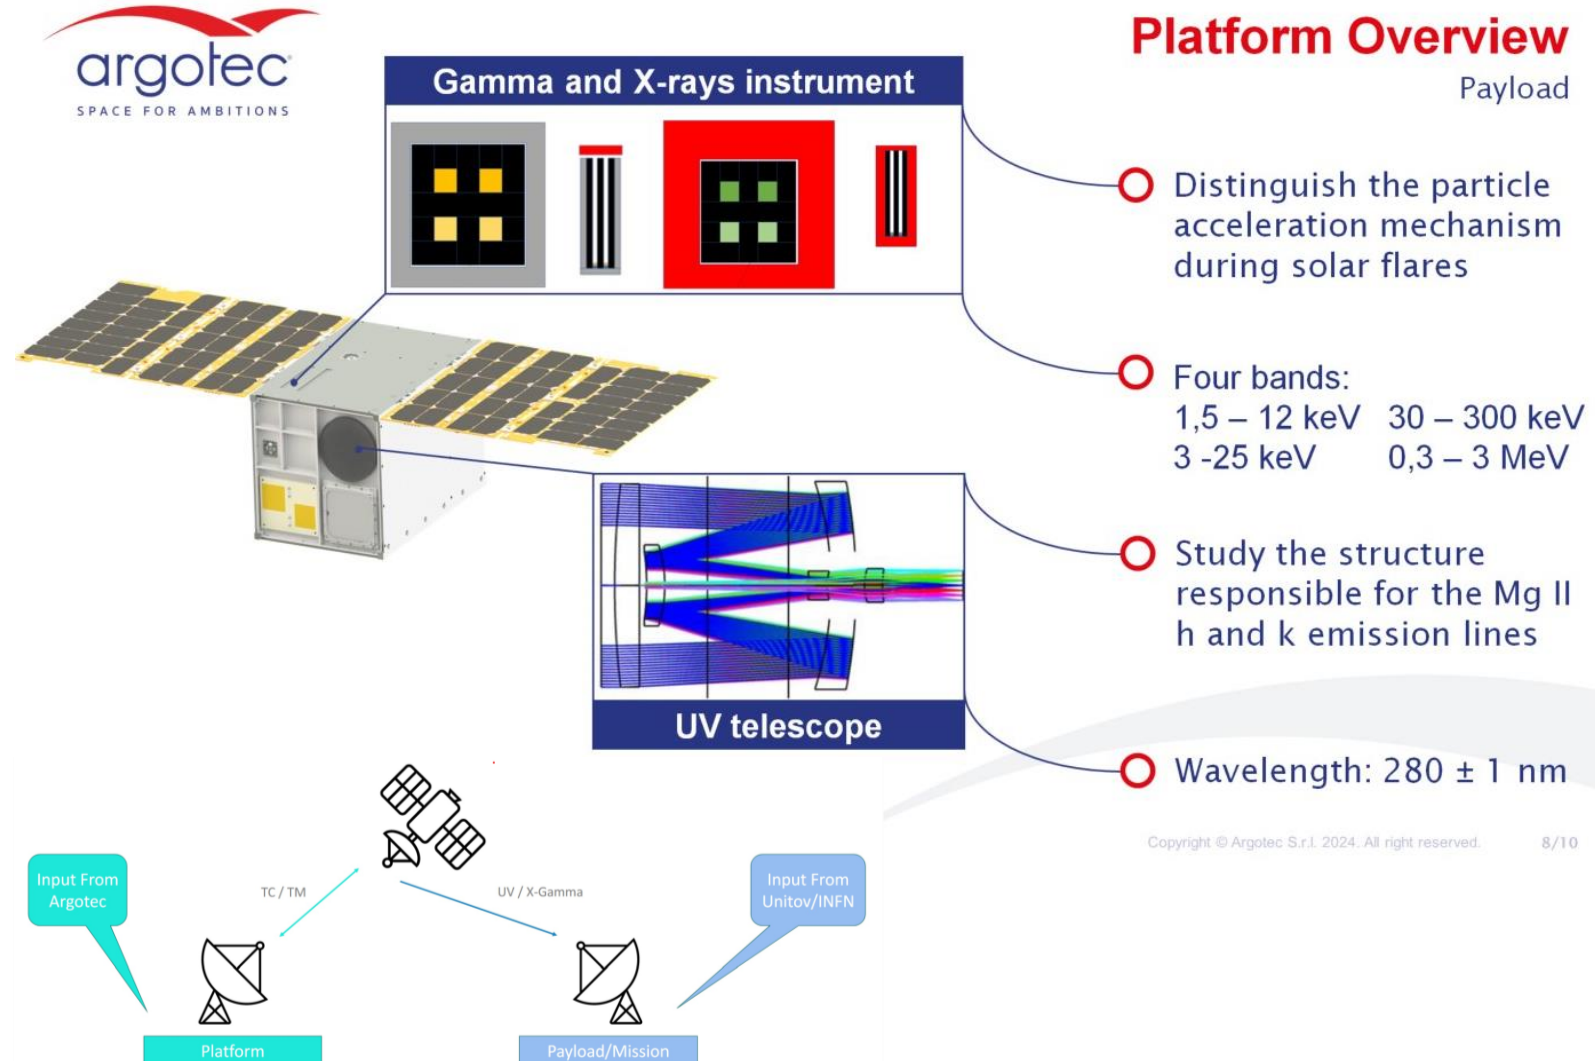 argotec
SPACE FOR AMBITIONS
Platform Overview
Payload
Gamma and X-rays instrument
Distinguish the particle
acceleration mechanism
during solar flares
Four bands:
1,5 – 12 keV 30 – 300 keV
3 -25 keV 0,3 – 3 MeV
Study the structure
responsible for the Mg II
h and k emission lines
UV telescope
Wavelength: 280 ± 1 nm
Copyright © Argotec S.r.l. 2024. All right reserved. 8/10
Input From
Argotec
TC / TM
UV / X-Gamma
Input From
Unitov/INFN
Platform
Payload/Mission